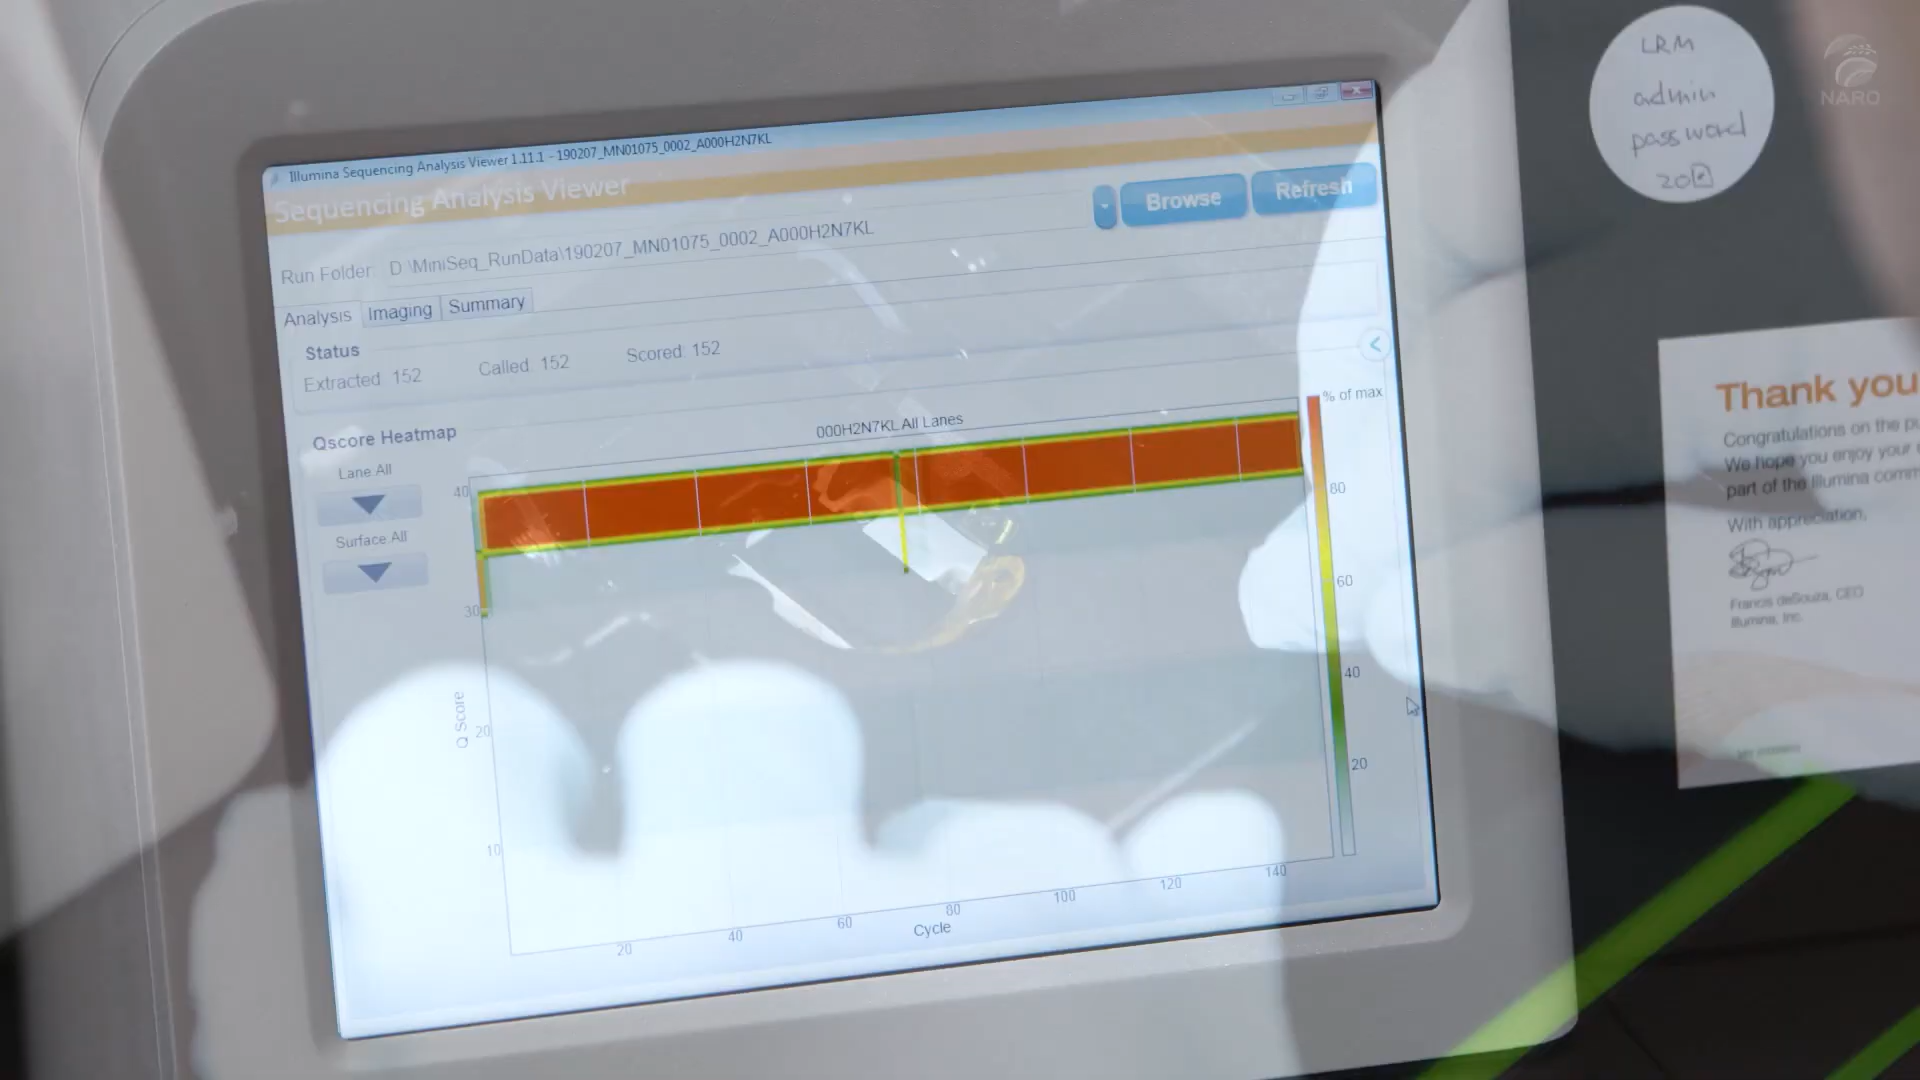 LRM
admin
password
NARO
Illumina Sequencing Analysis Viewer 1.11.1 - 190207_MN01075_0002_A000H2N7KL
Sequencing Analysis Viewer
Browse
Refresh
Run Folder: D:\MiniSeq_RunData\190207_MN01075_0002_A000H2N7KL
Analysis Imaging Summary
Status
Extracted: 152 Called: 152 Scored: 152
Qscore Heatmap
Lane All
Surface All
000H2N7KL All Lanes
% of max
80
60
40
20
Q Score
40
30
20
10
20 40 60 80 100 120 140
Cycle
Thank you
Congratulations on the
We hope you enjoy your
part of the Illumina
With appreciation,
Francis deSouza, CEO
Illumina, Inc.